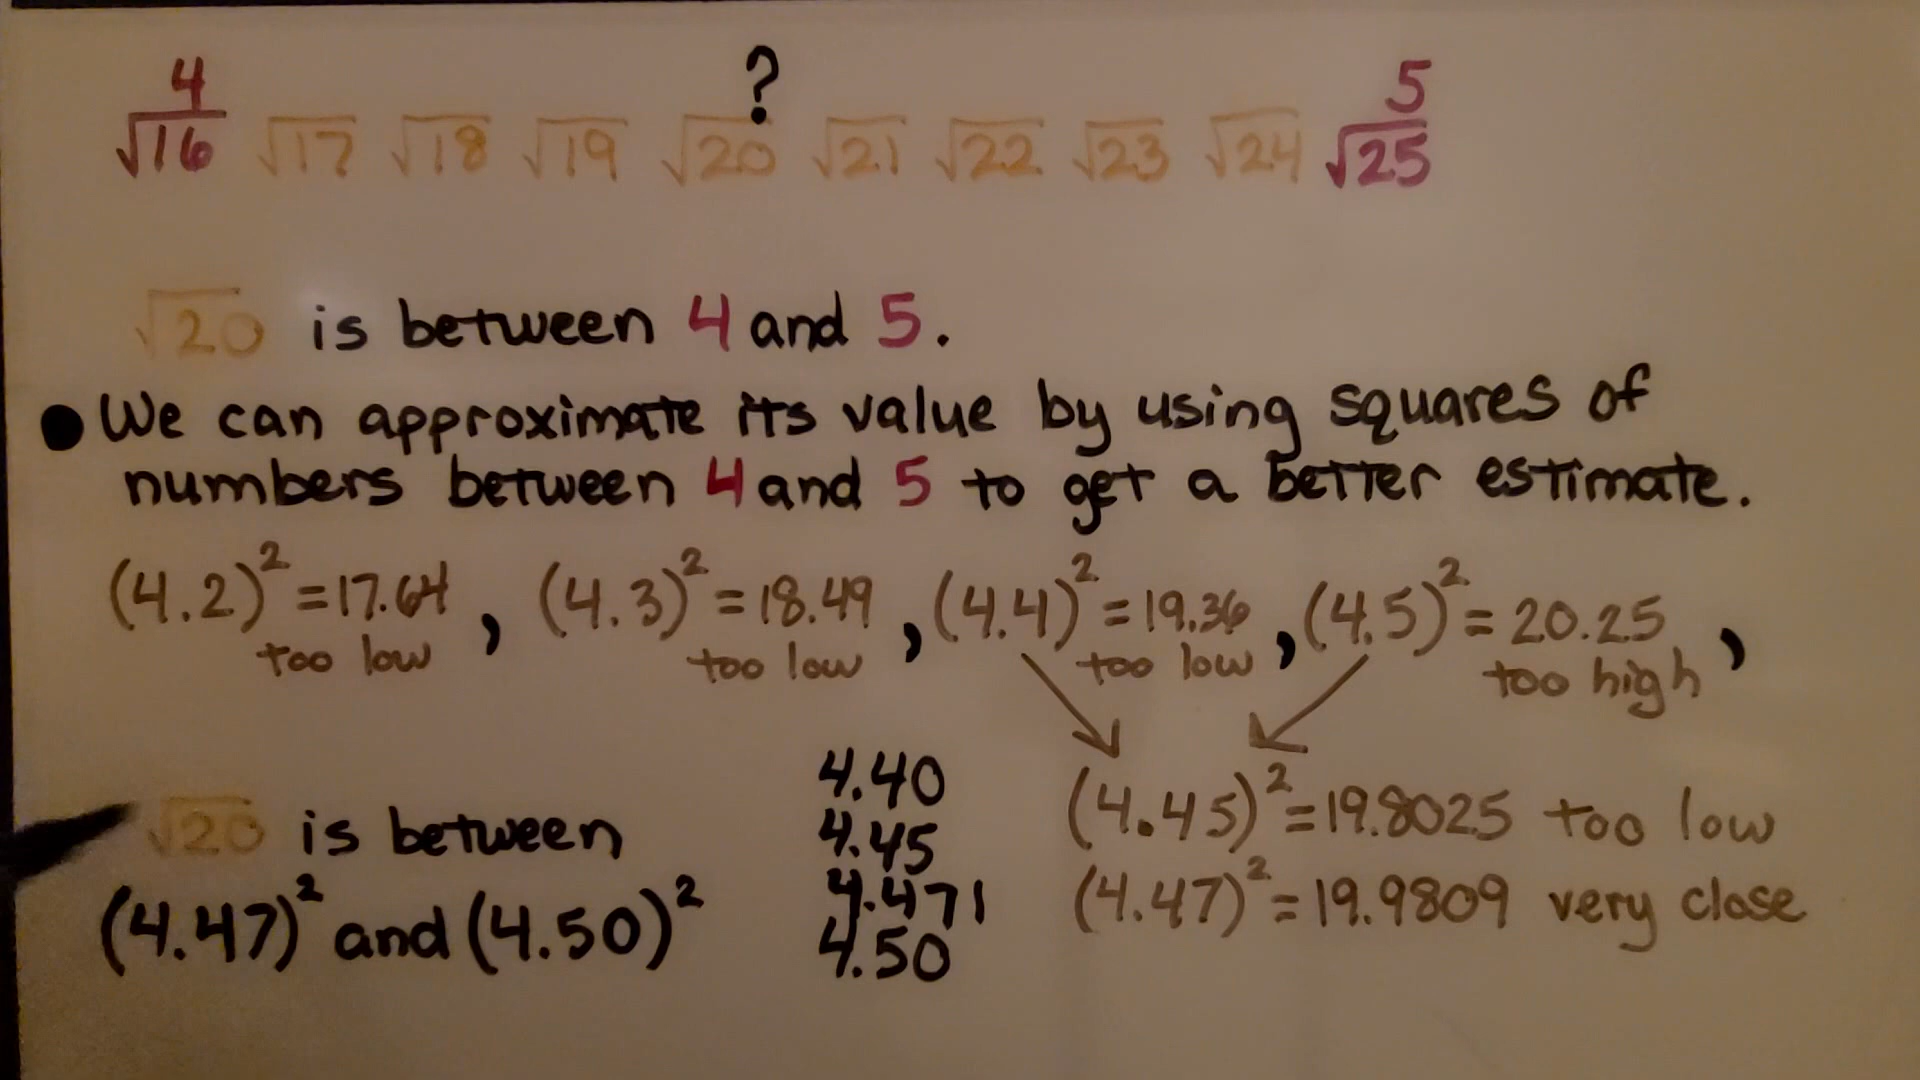 4 ? 5
√16 √17 √18 √19 √20 √21 √22 √23 √24 √25
√20 is between 4 and 5.
● We can approximate its value by using squares of
numbers between 4 and 5 to get a better estimate.
(4.2)² = 17.64 , (4.3)² = 18.49 , (4.4)² = 19.36 , (4.5)² = 20.25 ,
too low too low too low too high
4.40
(4.45)² = 19.8025 too low
√20 is between 4.45
(4.47)² = 19.9809 very close
4.471
(4.47)² and (4.50)² 4.50